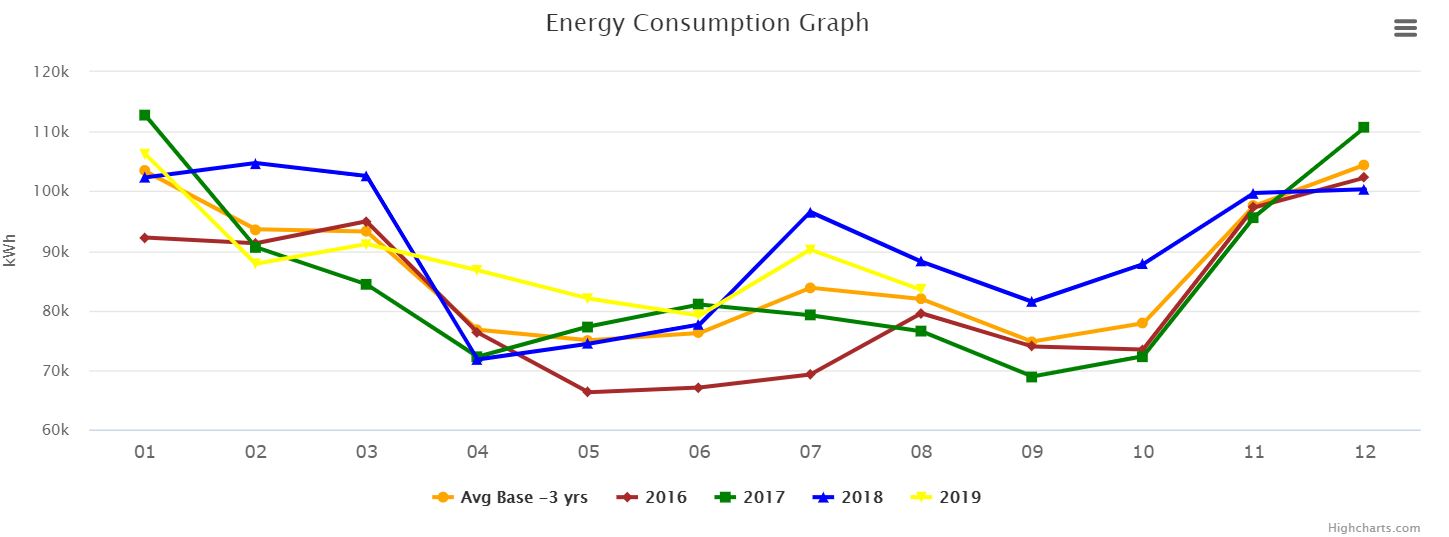 Energy Consumption Graph
120k
110k
100k
90k
80k
70k
60k
kWh
01 02 03 04 05 06 07 08 09 10 11 12
Avg Base -3 yrs 2016 2017 2018 2019
Highcharts.com